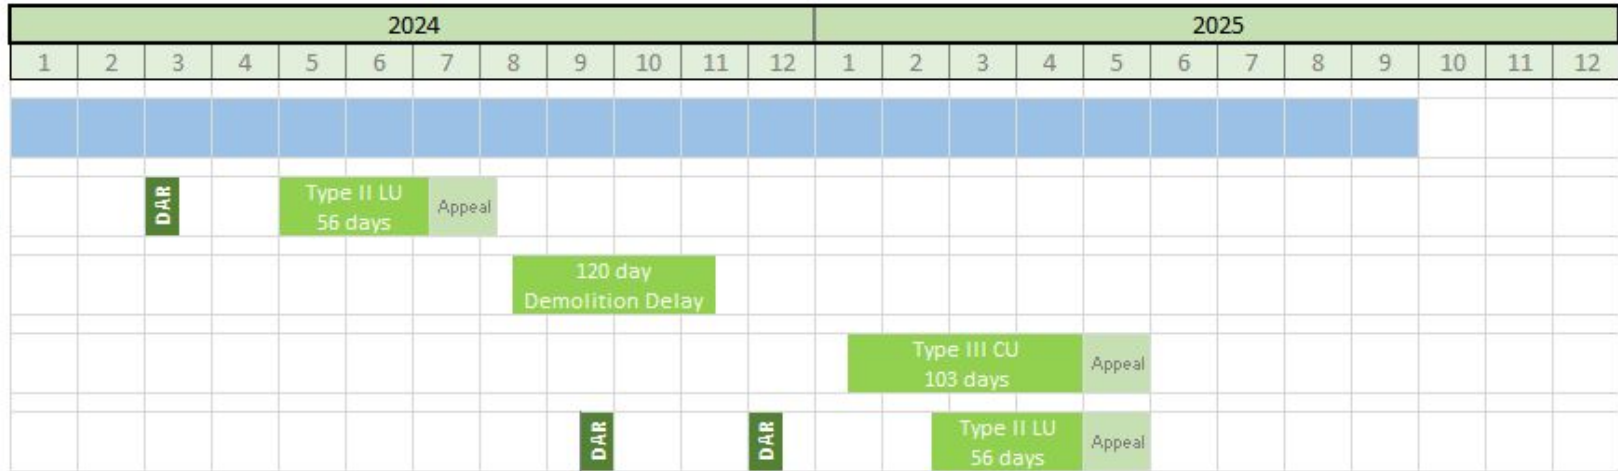 2024 2025
1 2 3 4 5 6 7 8 9 10 11 12 1 2 3 4 5 6 7 8 9 10 11 12
DAR
Type II LU
56 days
Appeal
120 day
Demolition Delay
Type III CU
103 days
Appeal
DAR
DAR
Type II LU
56 days
Appeal